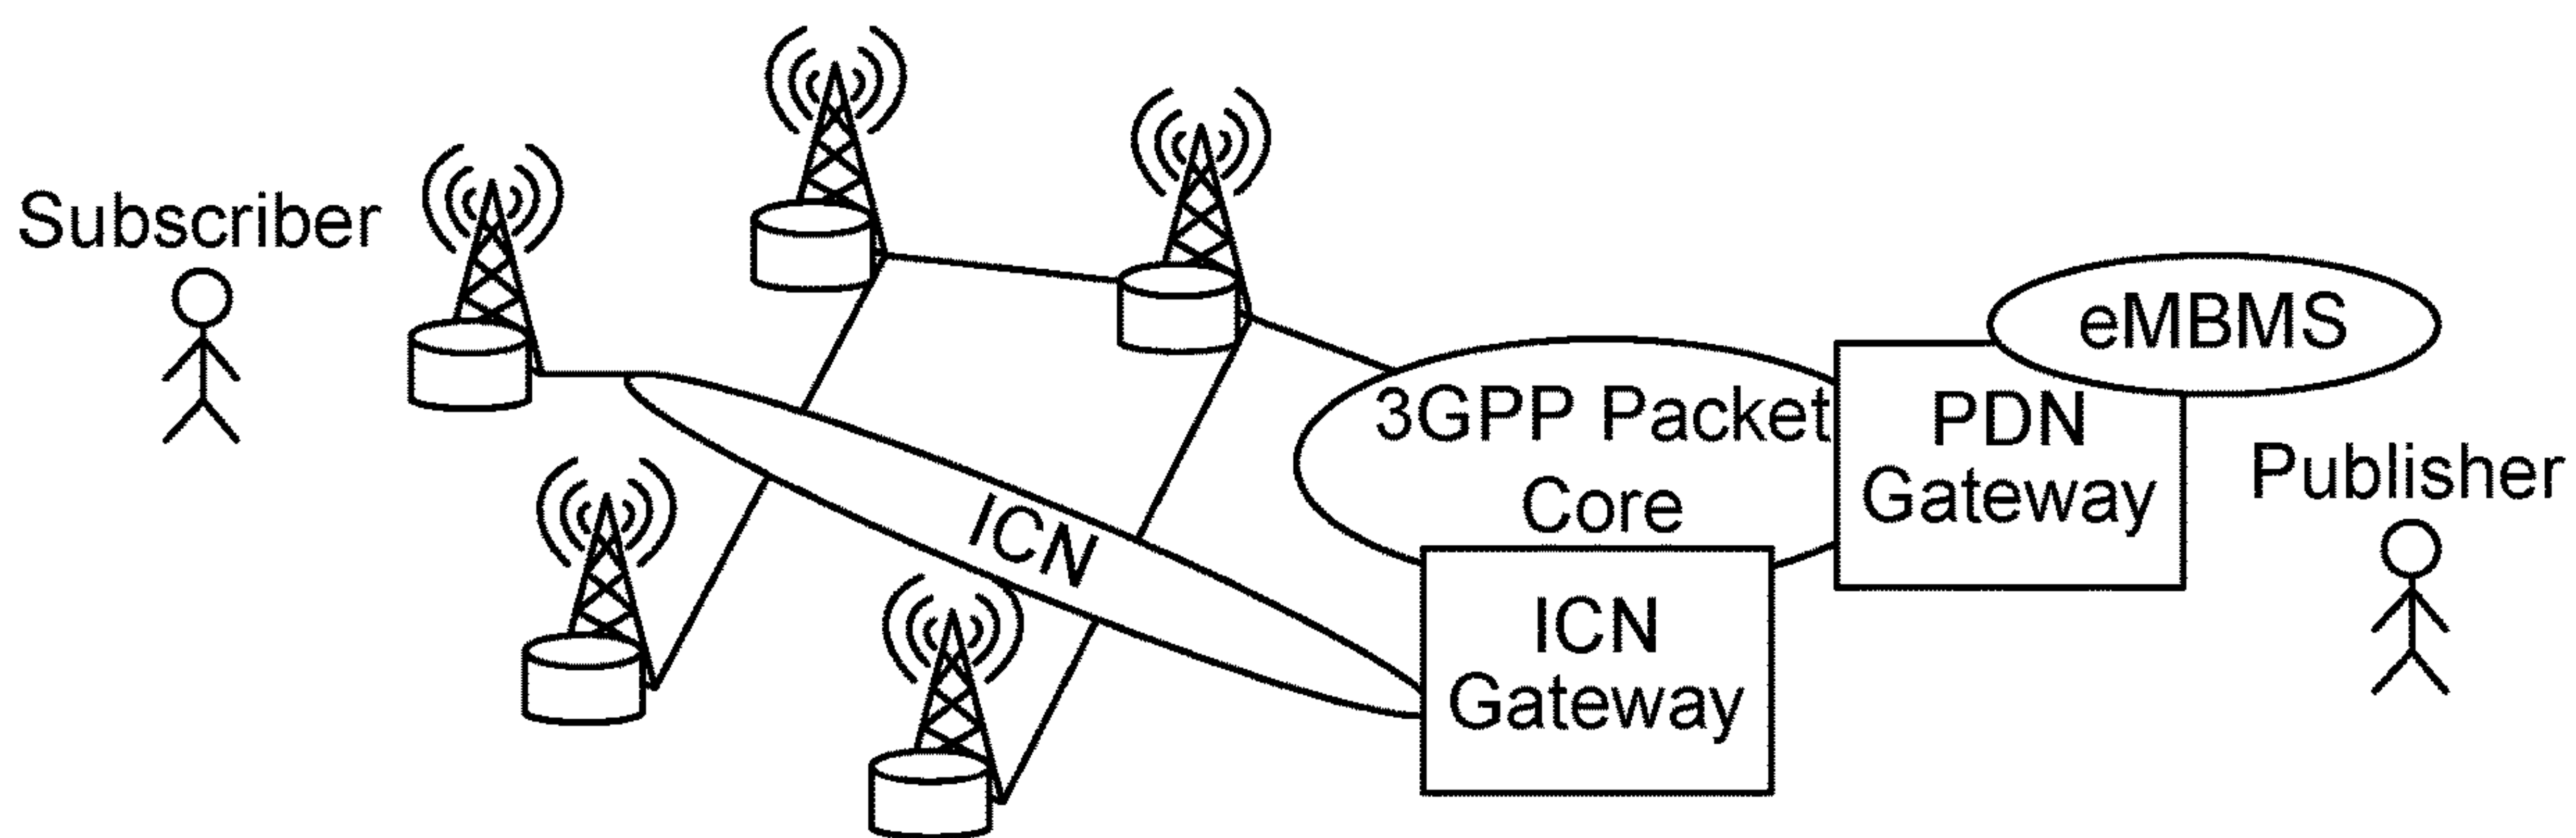 Subscriber
eMBMS
3GPP Packet
Core
PDN
Gateway
Publisher
ICN
ICN
Gateway